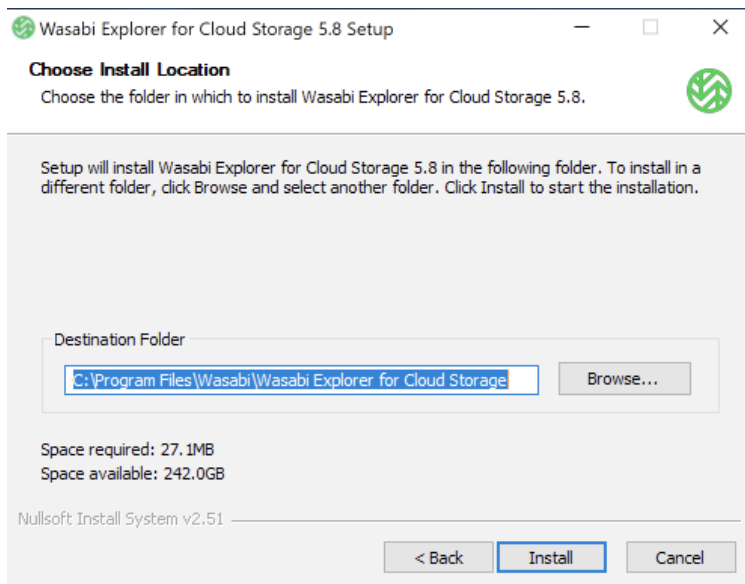 Wasabi Explorer for Cloud Storage 5.8 Setup
Choose Install Location
Choose the folder in which to install Wasabi Explorer for Cloud Storage 5.8.
Setup will install Wasabi Explorer for Cloud Storage 5.8 in the following folder. To install in a
different folder, click Browse and select another folder. Click Install to start the installation.
Destination Folder
C:\Program Files\Wasabi\Wasabi Explorer for Cloud Storage
Browse...
Space required: 27.1MB
Space available: 242.0GB
Nullsoft Install System v2.51
< Back Install Cancel